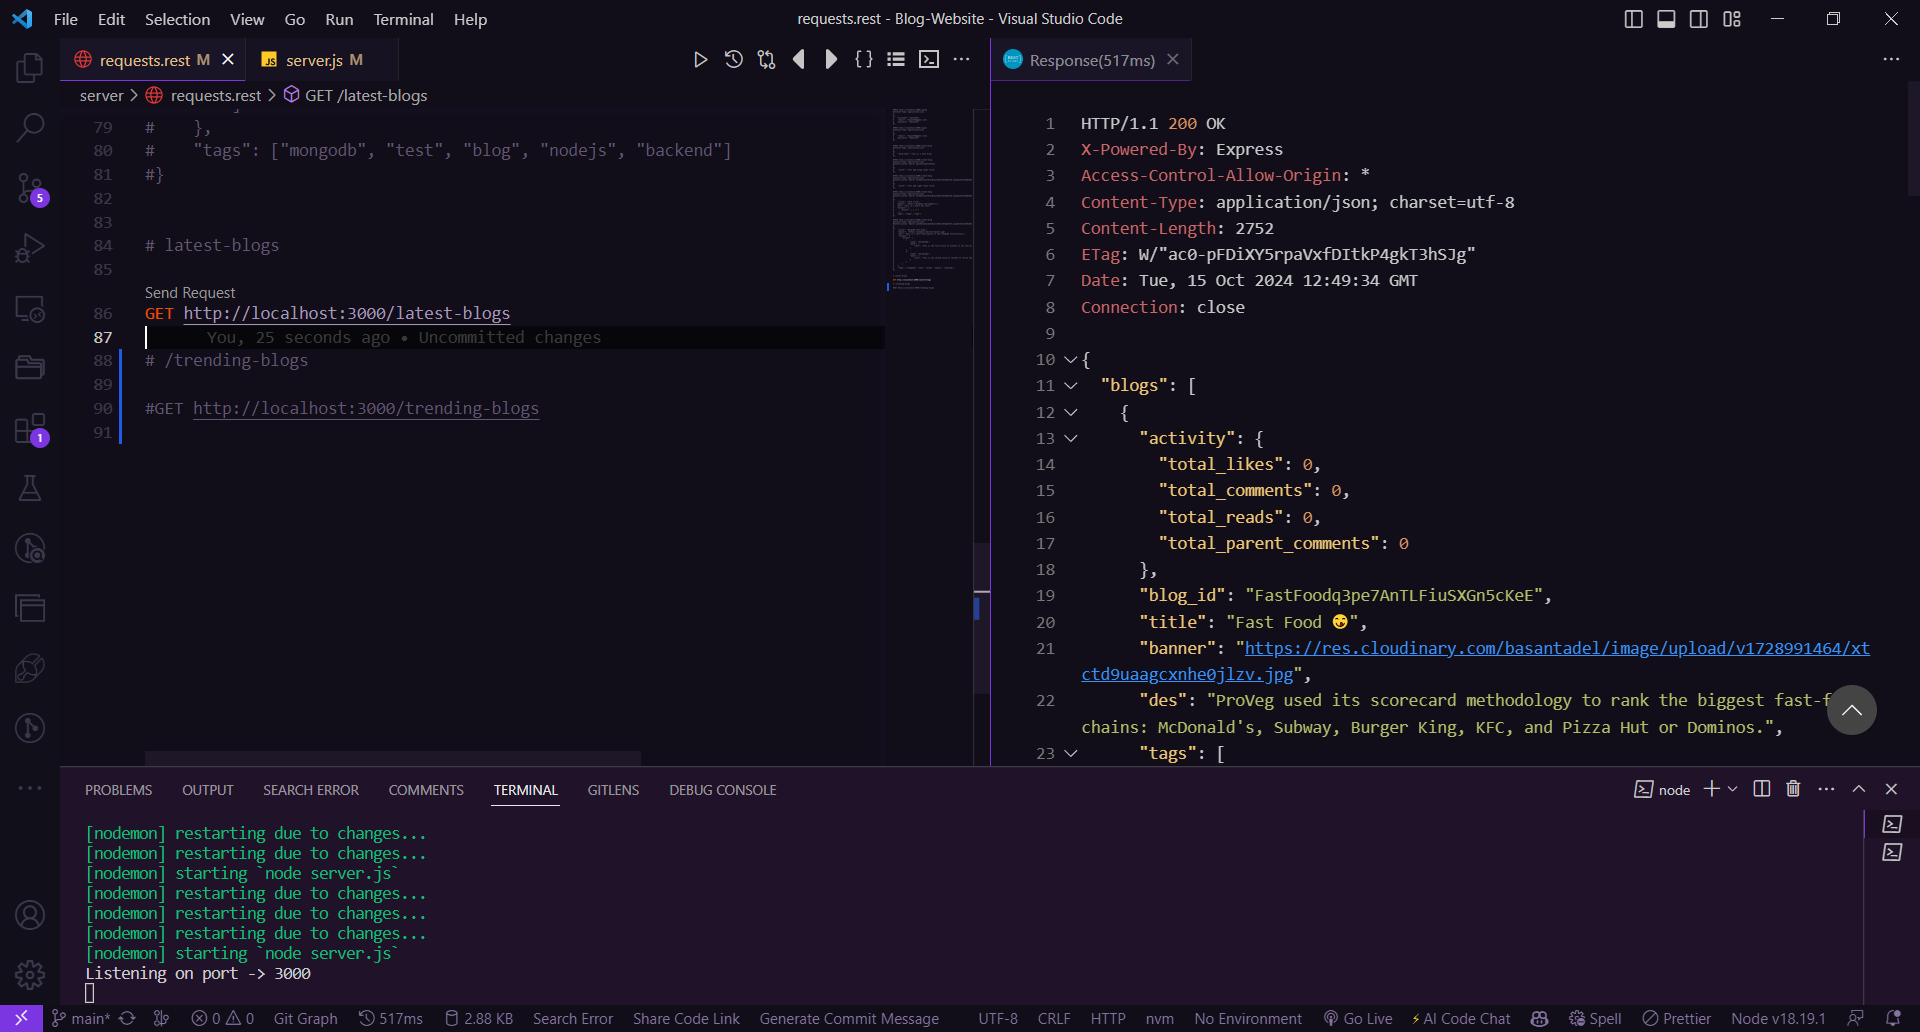 File Edit Selection View Go Run Terminal Help
requests.rest - Blog-Website - Visual Studio Code
requests.rest M
JS server.js M
server > requests.rest > GET /latest-blogs
79 # },
80 # "tags": ["mongodb", "test", "blog", "nodejs", "backend"]
81 #}
82
83
84 # latest-blogs
85
Send Request
86 GET http://localhost:3000/latest-blogs
87 You, 25 seconds ago • Uncommitted changes
88 # /trending-blogs
89
90 #GET http://localhost:3000/trending-blogs
91
5
1
Response(517ms)
1 HTTP/1.1 200 OK
2 X-Powered-By: Express
3 Access-Control-Allow-Origin: *
4 Content-Type: application/json; charset=utf-8
5 Content-Length: 2752
6 ETag: W/"ac0-pFDiXY5rpaVxfDItkP4gkT3hSJg"
7 Date: Tue, 15 Oct 2024 12:49:34 GMT
8 Connection: close
9
10 {
11 "blogs": [
12 {
13 "activity": {
14 "total_likes": 0,
15 "total_comments": 0,
16 "total_reads": 0,
17 "total_parent_comments": 0
18 },
19 "blog_id": "FastFoodq3pe7AnTLFiuSXGn5cKeE",
20 "title": "Fast Food 😋",
21 "banner": "https://res.cloudinary.com/basantadel/image/upload/v1728991464/xt
ctd9uaagcxnhe0jlzv.jpg",
22 "des": "ProVeg used its scorecard methodology to rank the biggest fast-f
chains: McDonald's, Subway, Burger King, KFC, and Pizza Hut or Dominos.",
23 "tags": [
PROBLEMS OUTPUT SEARCH ERROR COMMENTS TERMINAL GITLENS DEBUG CONSOLE
node
[nodemon] restarting due to changes...
[nodemon] restarting due to changes...
[nodemon] starting `node server.js`
[nodemon] restarting due to changes...
[nodemon] restarting due to changes...
[nodemon] restarting due to changes...
[nodemon] starting `node server.js`
Listening on port -> 3000
main* 0 0 Git Graph 517ms 2.88 KB Search Error Share Code Link Generate Commit Message UTF-8 CRLF HTTP nvm No Environment Go Live AI Code Chat Spell Prettier Node v18.19.1